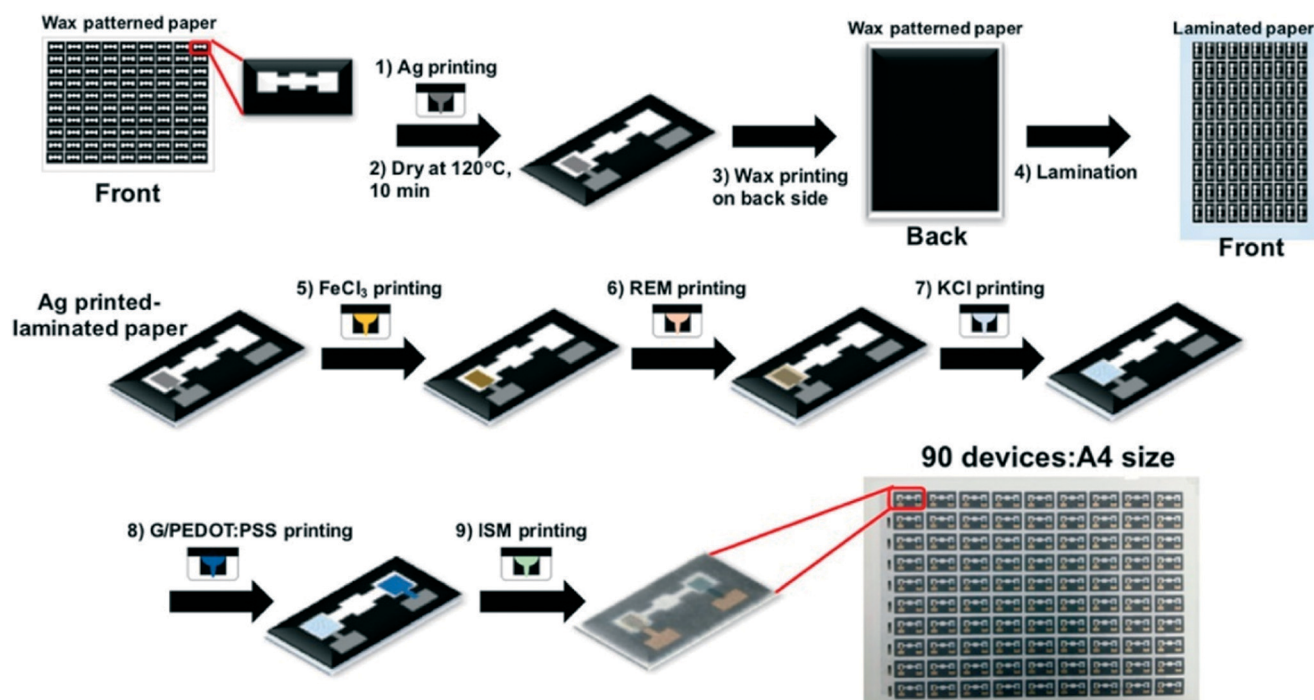 Wax patterned paper
Front
1) Ag printing
2) Dry at 120°C,
10 min
3) Wax printing
on back side
Wax patterned paper
Back
4) Lamination
Laminated paper
Front
Ag printed-
laminated paper
5) FeCl₃ printing
6) REM printing
7) KCl printing
8) G/PEDOT:PSS printing
9) ISM printing
90 devices:A4 size